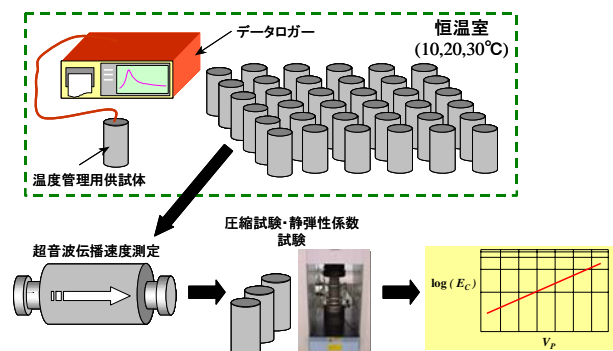 データロガー
恒温室
(10,20,30℃)
温度管理用供試体
超音波伝播速度測定
圧縮試験・静弾性係数
試験
log ( E_C )
V_P